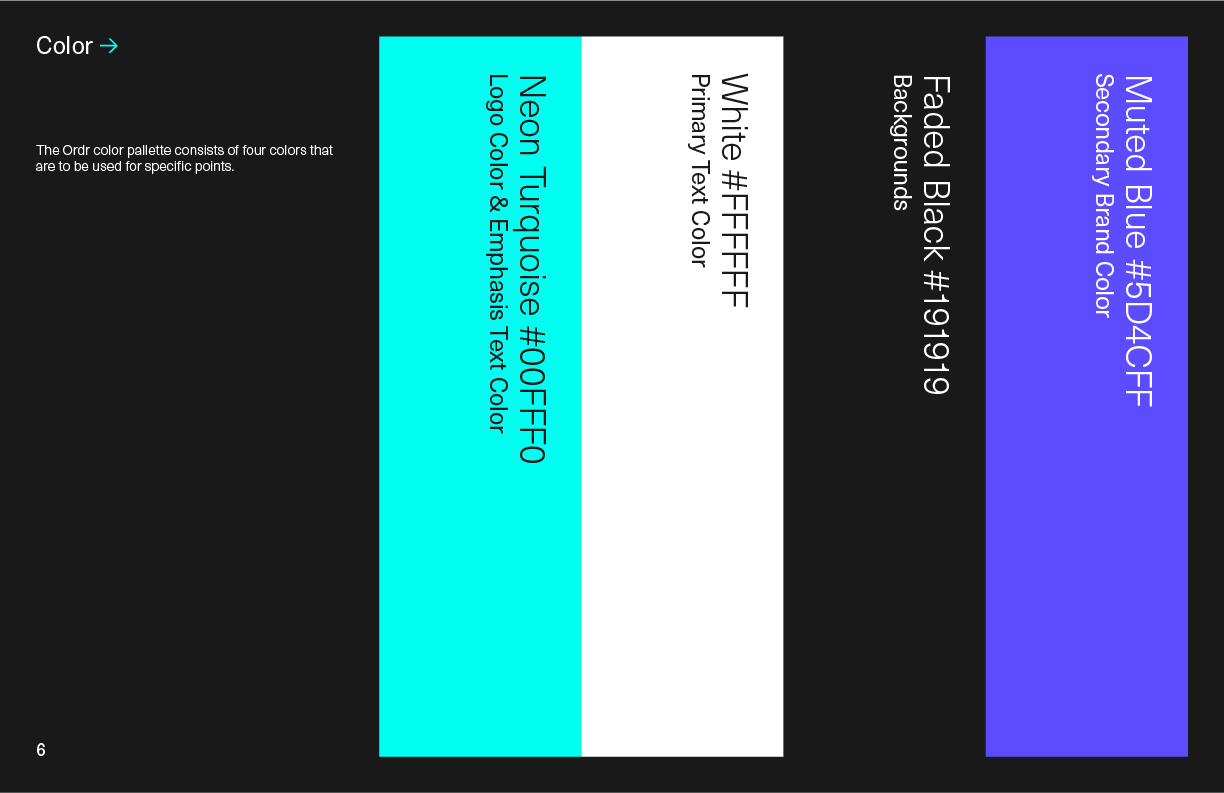 Color →
The Ordr color pallette consists of four colors that
are to be used for specific points.
Neon Turquoise #00FFF0
Logo Color & Emphasis Text Color
White #FFFFFF
Primary Text Color
Faded Black #191919
Backgrounds
Muted Blue #5D4CFF
Secondary Brand Color
6